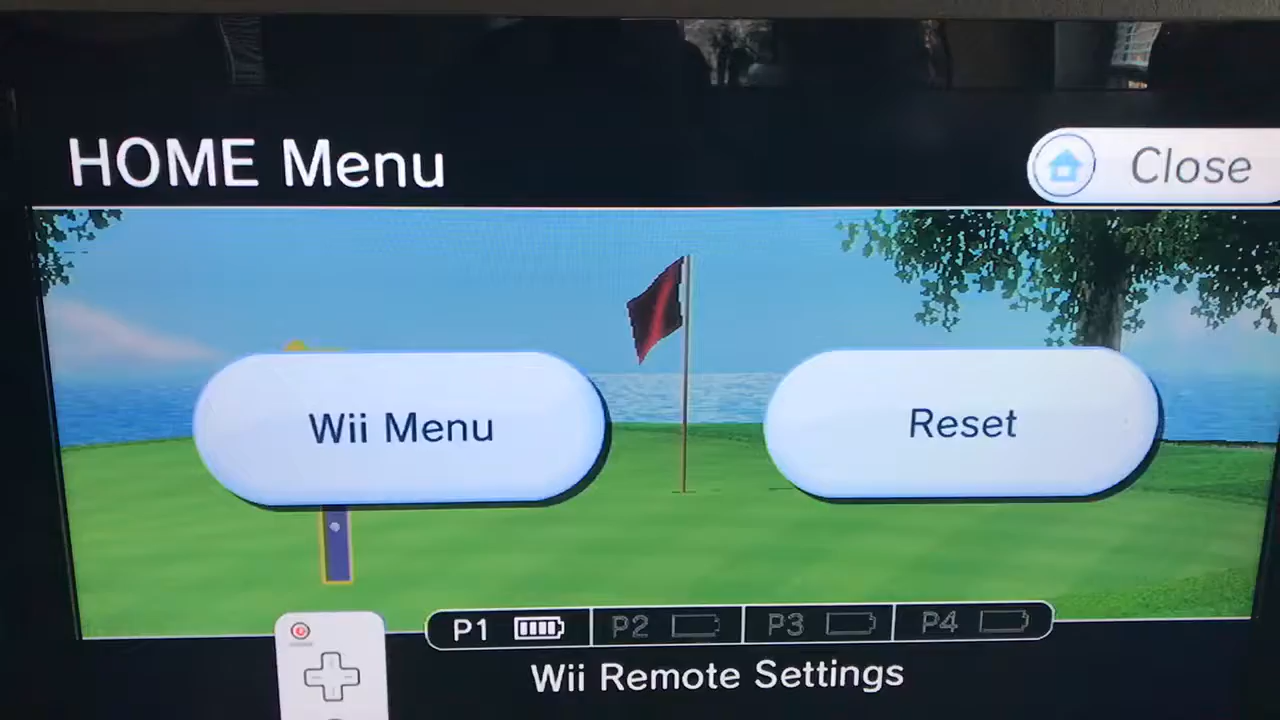 HOME Menu
Close
Wii Menu
Reset
P1 P2 P3 P4
Wii Remote Settings